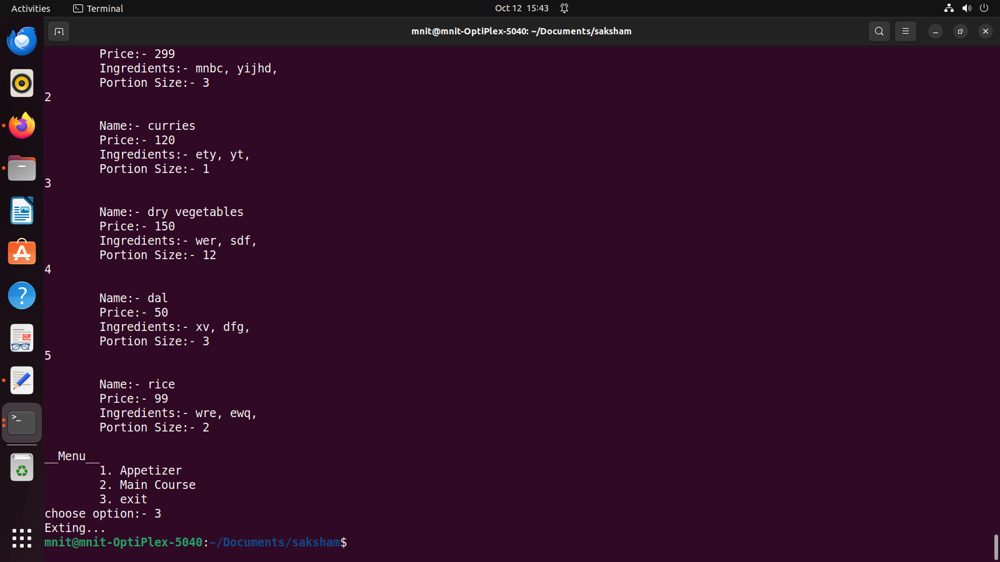 Activities
Terminal
Oct 12 15:43
mnit@mnit-OptiPlex-5040: ~/Documents/saksham
Price:- 299
Ingredients:- mnbc, yijhd,
Portion Size:- 3
2
Name:- curries
Price:- 120
Ingredients:- ety, yt,
Portion Size:- 1
3
Name:- dry vegetables
Price:- 150
Ingredients:- wer, sdf,
Portion Size:- 12
4
Name:- dal
Price:- 50
Ingredients:- xv, dfg,
Portion Size:- 3
5
Name:- rice
Price:- 99
Ingredients:- wre, ewq,
Portion Size:- 2
__Menu__
1. Appetizer
2. Main Course
3. exit
choose option:- 3
Exting...
mnit@mnit-OptiPlex-5040:~/Documents/saksham$